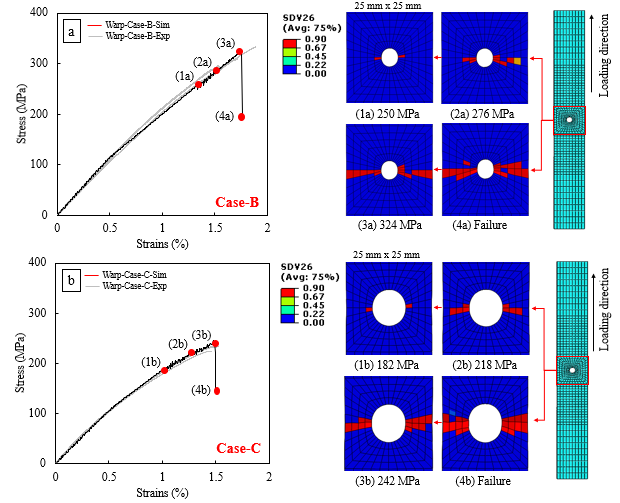 a
Warp-Case-B-Sim
Warp-Case-B-Exp
400
300
200
100
0
0
0.5
1
1.5
2
Stress (MPa)
Strains (%)
(1a)
(2a)
(3a)
(4a)
Case-B
SDV26
(Avg: 75%)
0.90
0.67
0.45
0.22
0.00
25 mm x 25 mm
(1a) 250 MPa
(2a) 276 MPa
(3a) 324 MPa
(4a) Failure
Loading direction
b
Warp-Case-C-Sim
Warp-Case-C-Exp
400
300
200
100
0
0
0.5
1
1.5
2
Stress (MPa)
Strains (%)
(1b)
(2b)
(3b)
(4b)
Case-C
SDV26
(Avg: 75%)
0.90
0.67
0.45
0.22
0.00
25 mm x 25 mm
(1b) 182 MPa
(2b) 218 MPa
(3b) 242 MPa
(4b) Failure
Loading direction